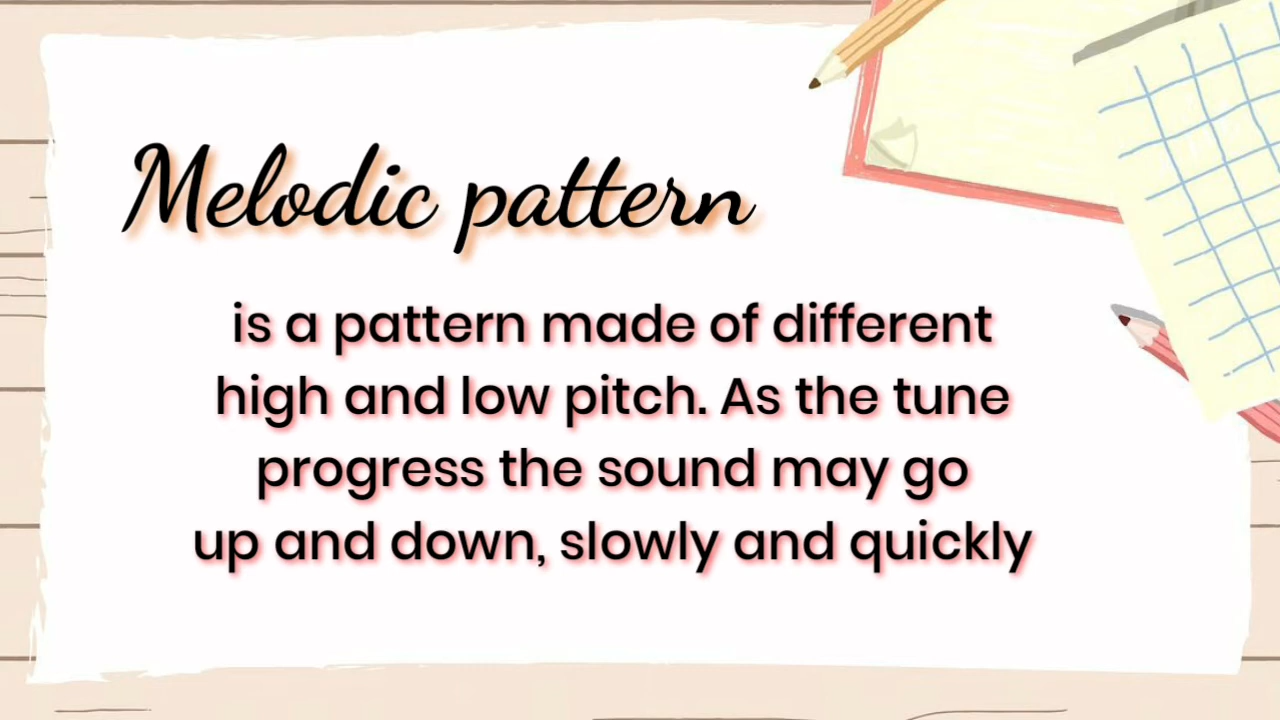 Melodic pattern
is a pattern made of different
high and low pitch. As the tune
progress the sound may go
up and down, slowly and quickly